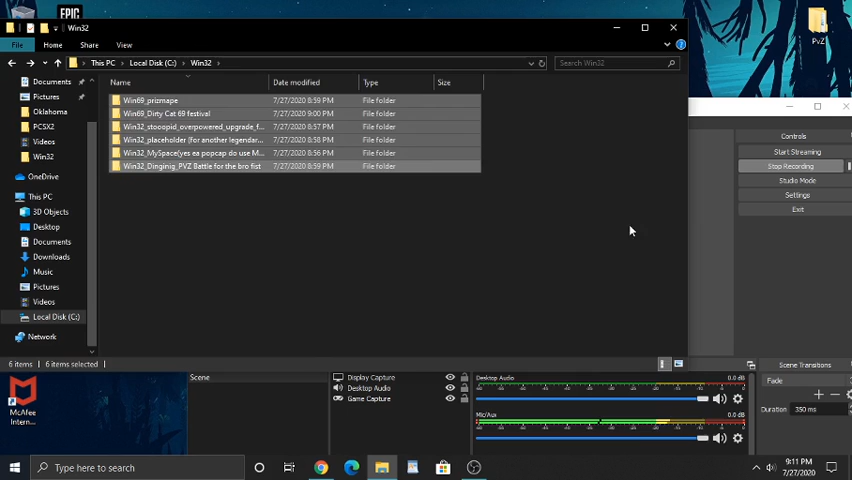 EPIC
Win32
PvZ
File Home Share View
This PC > Local Disk (C:) > Win32 >
Search Win32
Name Date modified Type Size
Documents
Pictures
Oklahoma
PCSX2
Videos
Win32
OneDrive
This PC
3D Objects
Desktop
Documents
Downloads
Music
Pictures
Videos
Local Disk (C:)
Network
Win69_prizmape 7/27/2020 8:59 PM File folder
Win69_Dirty Cat 69 festival 7/27/2020 9:00 PM File folder
Win32_stooopid_overpowered_upgrade_f... 7/27/2020 8:57 PM File folder
Win32_placeholder (for another legendar... 7/27/2020 8:58 PM File folder
Win32_MySpace(yes ea popcap do use M... 7/27/2020 8:56 PM File folder
Win32_Dinginig_PVZ Battle for the bro fist 7/27/2020 8:59 PM File folder
6 items 6 items selected
Controls
Start Streaming
Stop Recording
Studio Mode
Settings
Exit
McAfee
Intern...
Scene
Display Capture
Desktop Audio
Game Capture
Desktop Audio 0.0 dB
Mic/Aux 0.0 dB
Scene Transitions
Fade
Duration 350 ms
Type here to search
9:11 PM
7/27/2020